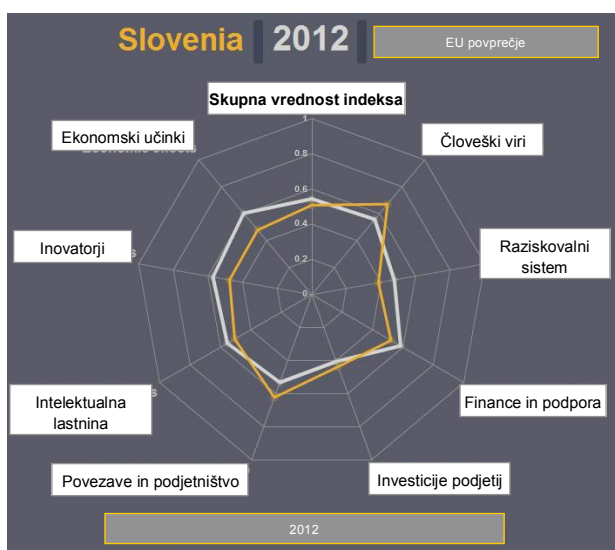 Slovenia 2012
EU povprečje
Skupna vrednost indeksa
Ekonomski učinki
Človeški viri
1
0.8
0.6
0.4
0.2
0
Inovatorji
Raziskovalni
sistem
Intelektualna
lastnina
Finance in podpora
Povezave in podjetništvo
Investicije podjetij
2012